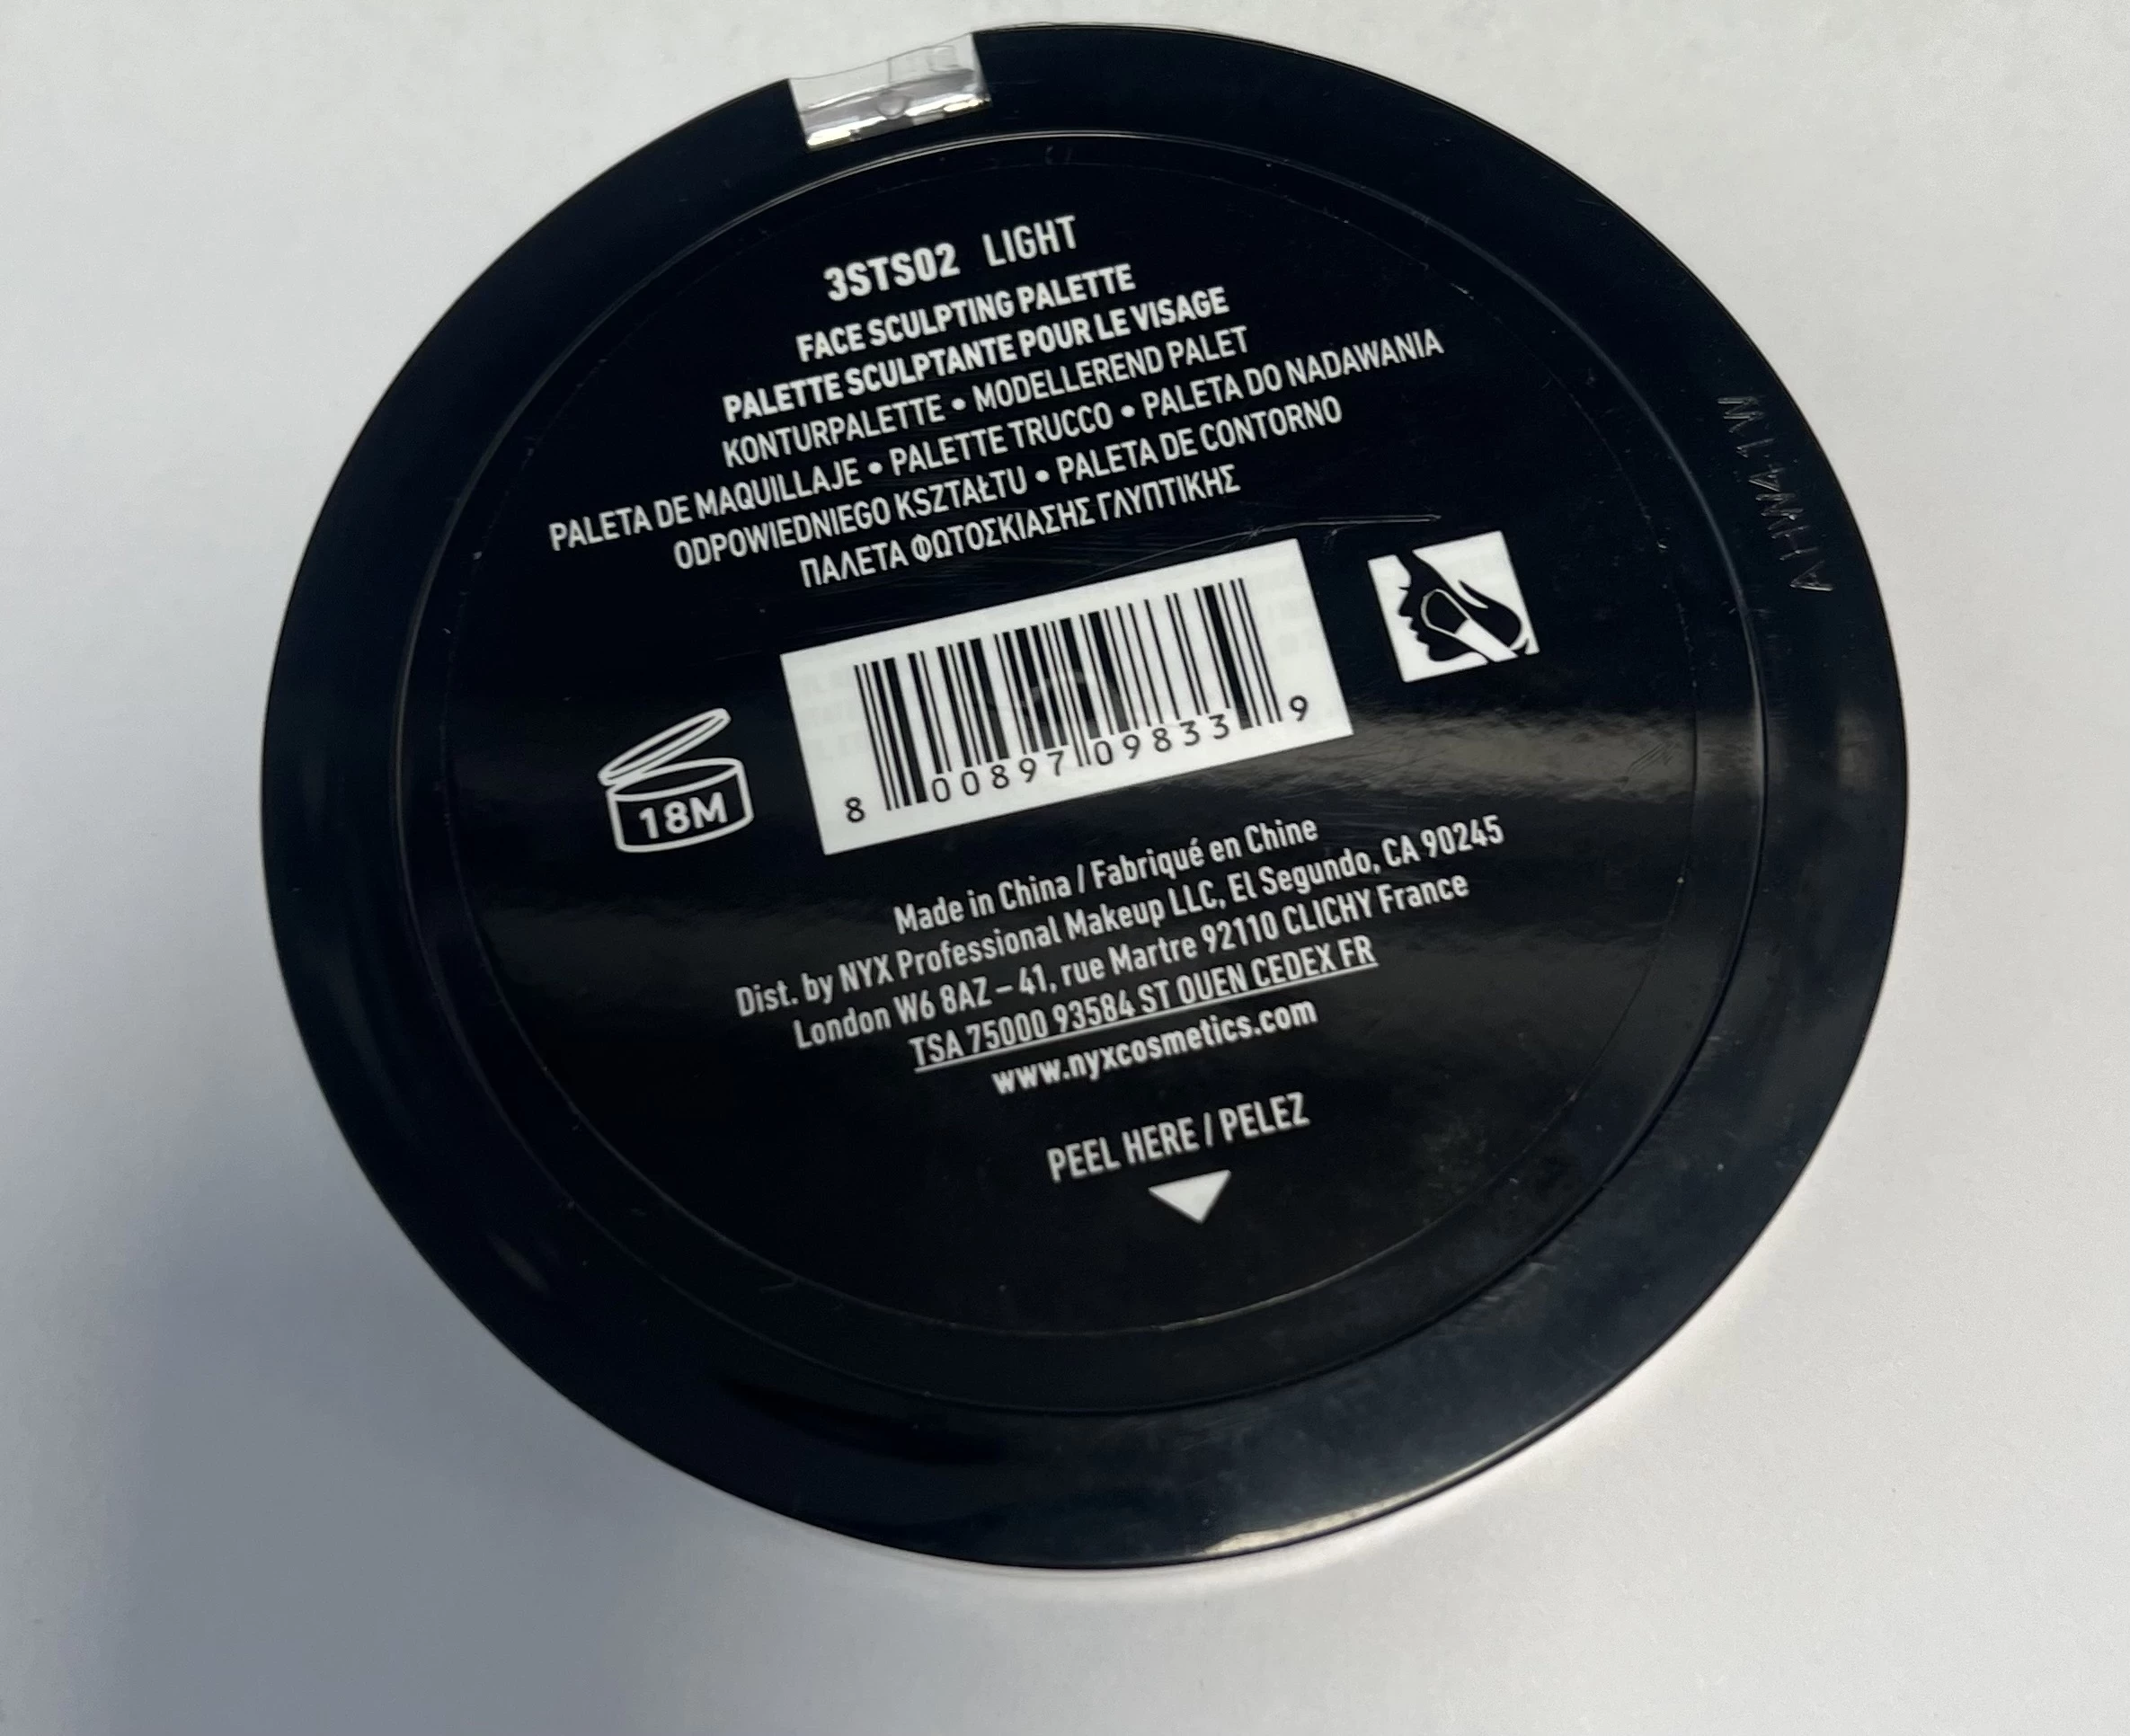 3STS02 LIGHT
FACE SCULPTING PALETTE
PALETTE SCULPTANTE POUR LE VISAGE
KONTURPALETTE • MODELLEREND PALET
PALETA DE MAQUILLAJE • PALETTE TRUCCO • PALETA DO NADAWANIA
ODPOWIEDNIEGO KSZTAŁTU • PALETA DE CONTORNO
ΠΑΛΕΤΑ ΦΩΤΟΣΚΙΑΣΗΣ ΓΛΥΠΤΙΚΗΣ
8 00897 09833 9
18M
Made in China / Fabriqué en Chine
Dist. by NYX Professional Makeup LLC, El Segundo, CA 90245
London W6 8AZ – 41, rue Martre 92110 CLICHY France
TSA 75000 93584 ST OUEN CEDEX FR
www.nyxcosmetics.com
PEEL HERE / PELEZ